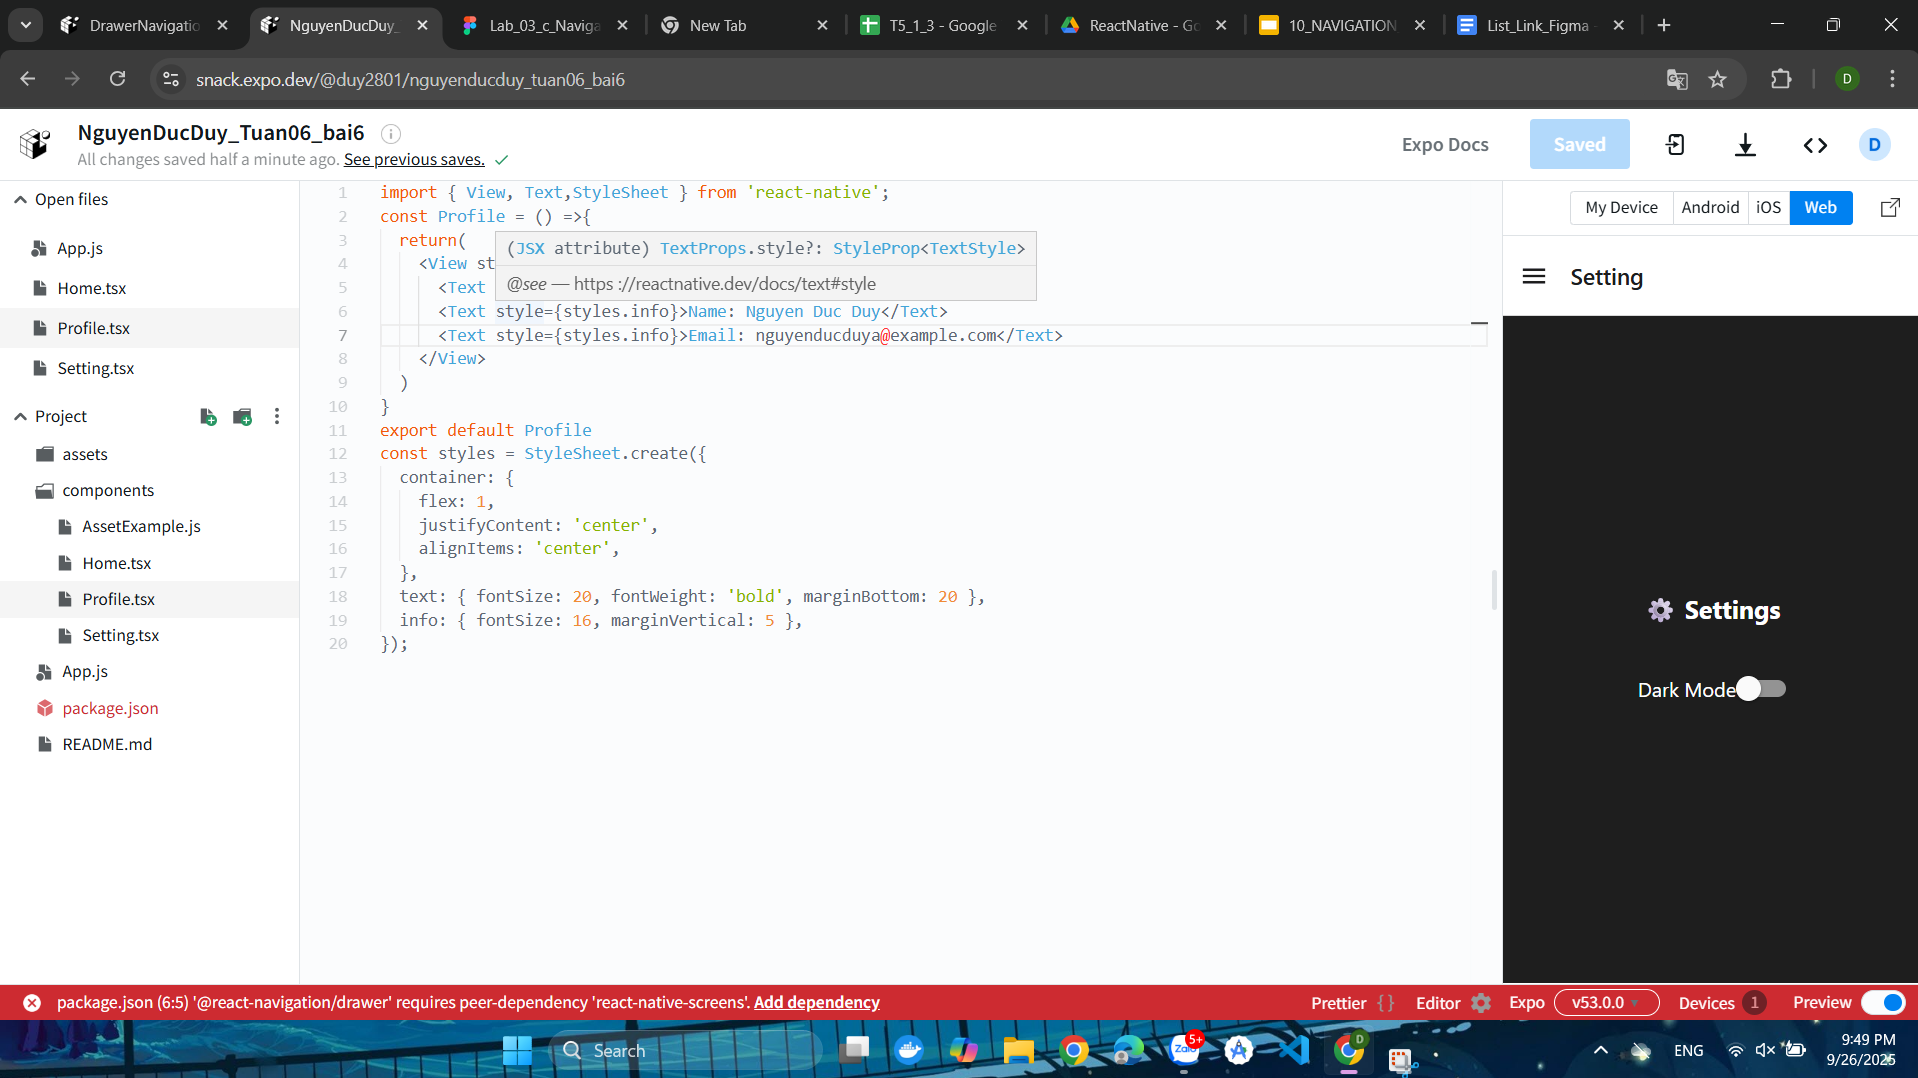 DrawerNavigatio
NguyenDucDuy_
Lab_03_c_Naviga
New Tab
T5_1_3 - Google
ReactNative - Go
10_NAVIGATION
List_Link_Figma -
snack.expo.dev/@duy2801/nguyenducduy_tuan06_bai6
D
NguyenDucDuy_Tuan06_bai6
All changes saved half a minute ago. See previous saves.
Expo Docs
Saved
D
Open files
App.js
Home.tsx
Profile.tsx
Setting.tsx
Project
assets
components
AssetExample.js
Home.tsx
Profile.tsx
Setting.tsx
App.js
package.json
README.md
1 import { View, Text,StyleSheet } from 'react-native';
2 const Profile = () =>{
3 return(
(JSX attribute) TextProps.style?: StyleProp<TextStyle>
4 <View st
@see — https ://reactnative.dev/docs/text#style
5 <Text
6 <Text style={styles.info}>Name: Nguyen Duc Duy</Text>
7 <Text style={styles.info}>Email: nguyenducduya@example.com</Text>
8 </View>
9 )
10 }
11 export default Profile
12 const styles = StyleSheet.create({
13 container: {
14 flex: 1,
15 justifyContent: 'center',
16 alignItems: 'center',
17 },
18 text: { fontSize: 20, fontWeight: 'bold', marginBottom: 20 },
19 info: { fontSize: 16, marginVertical: 5 },
20 });
My Device
Android
iOS
Web
Setting
Settings
Dark Mode
package.json (6:5) '@react-navigation/drawer' requires peer-dependency 'react-native-screens'. Add dependency
Prettier { }
Editor
Expo
v53.0.0
Devices 1
Preview
Search
Zalo
5+
D
ENG
9:49 PM
9/26/2025